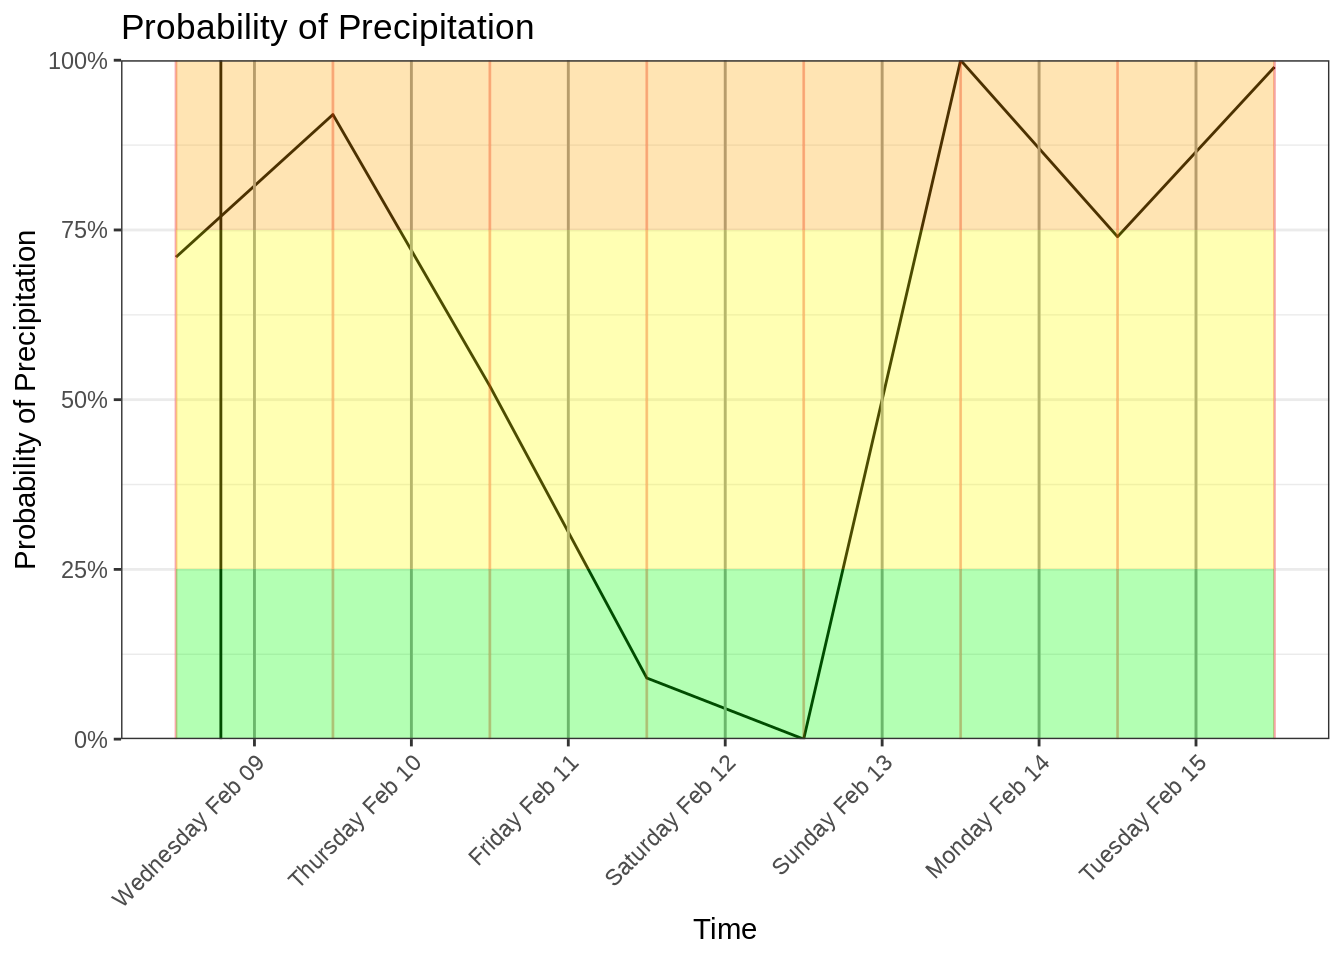 Probability of Precipitation
Probability of Precipitation
100%
75%
50%
25%
0%
Wednesday Feb 09
Thursday Feb 10
Friday Feb 11
Saturday Feb 12
Sunday Feb 13
Monday Feb 14
Tuesday Feb 15
Time